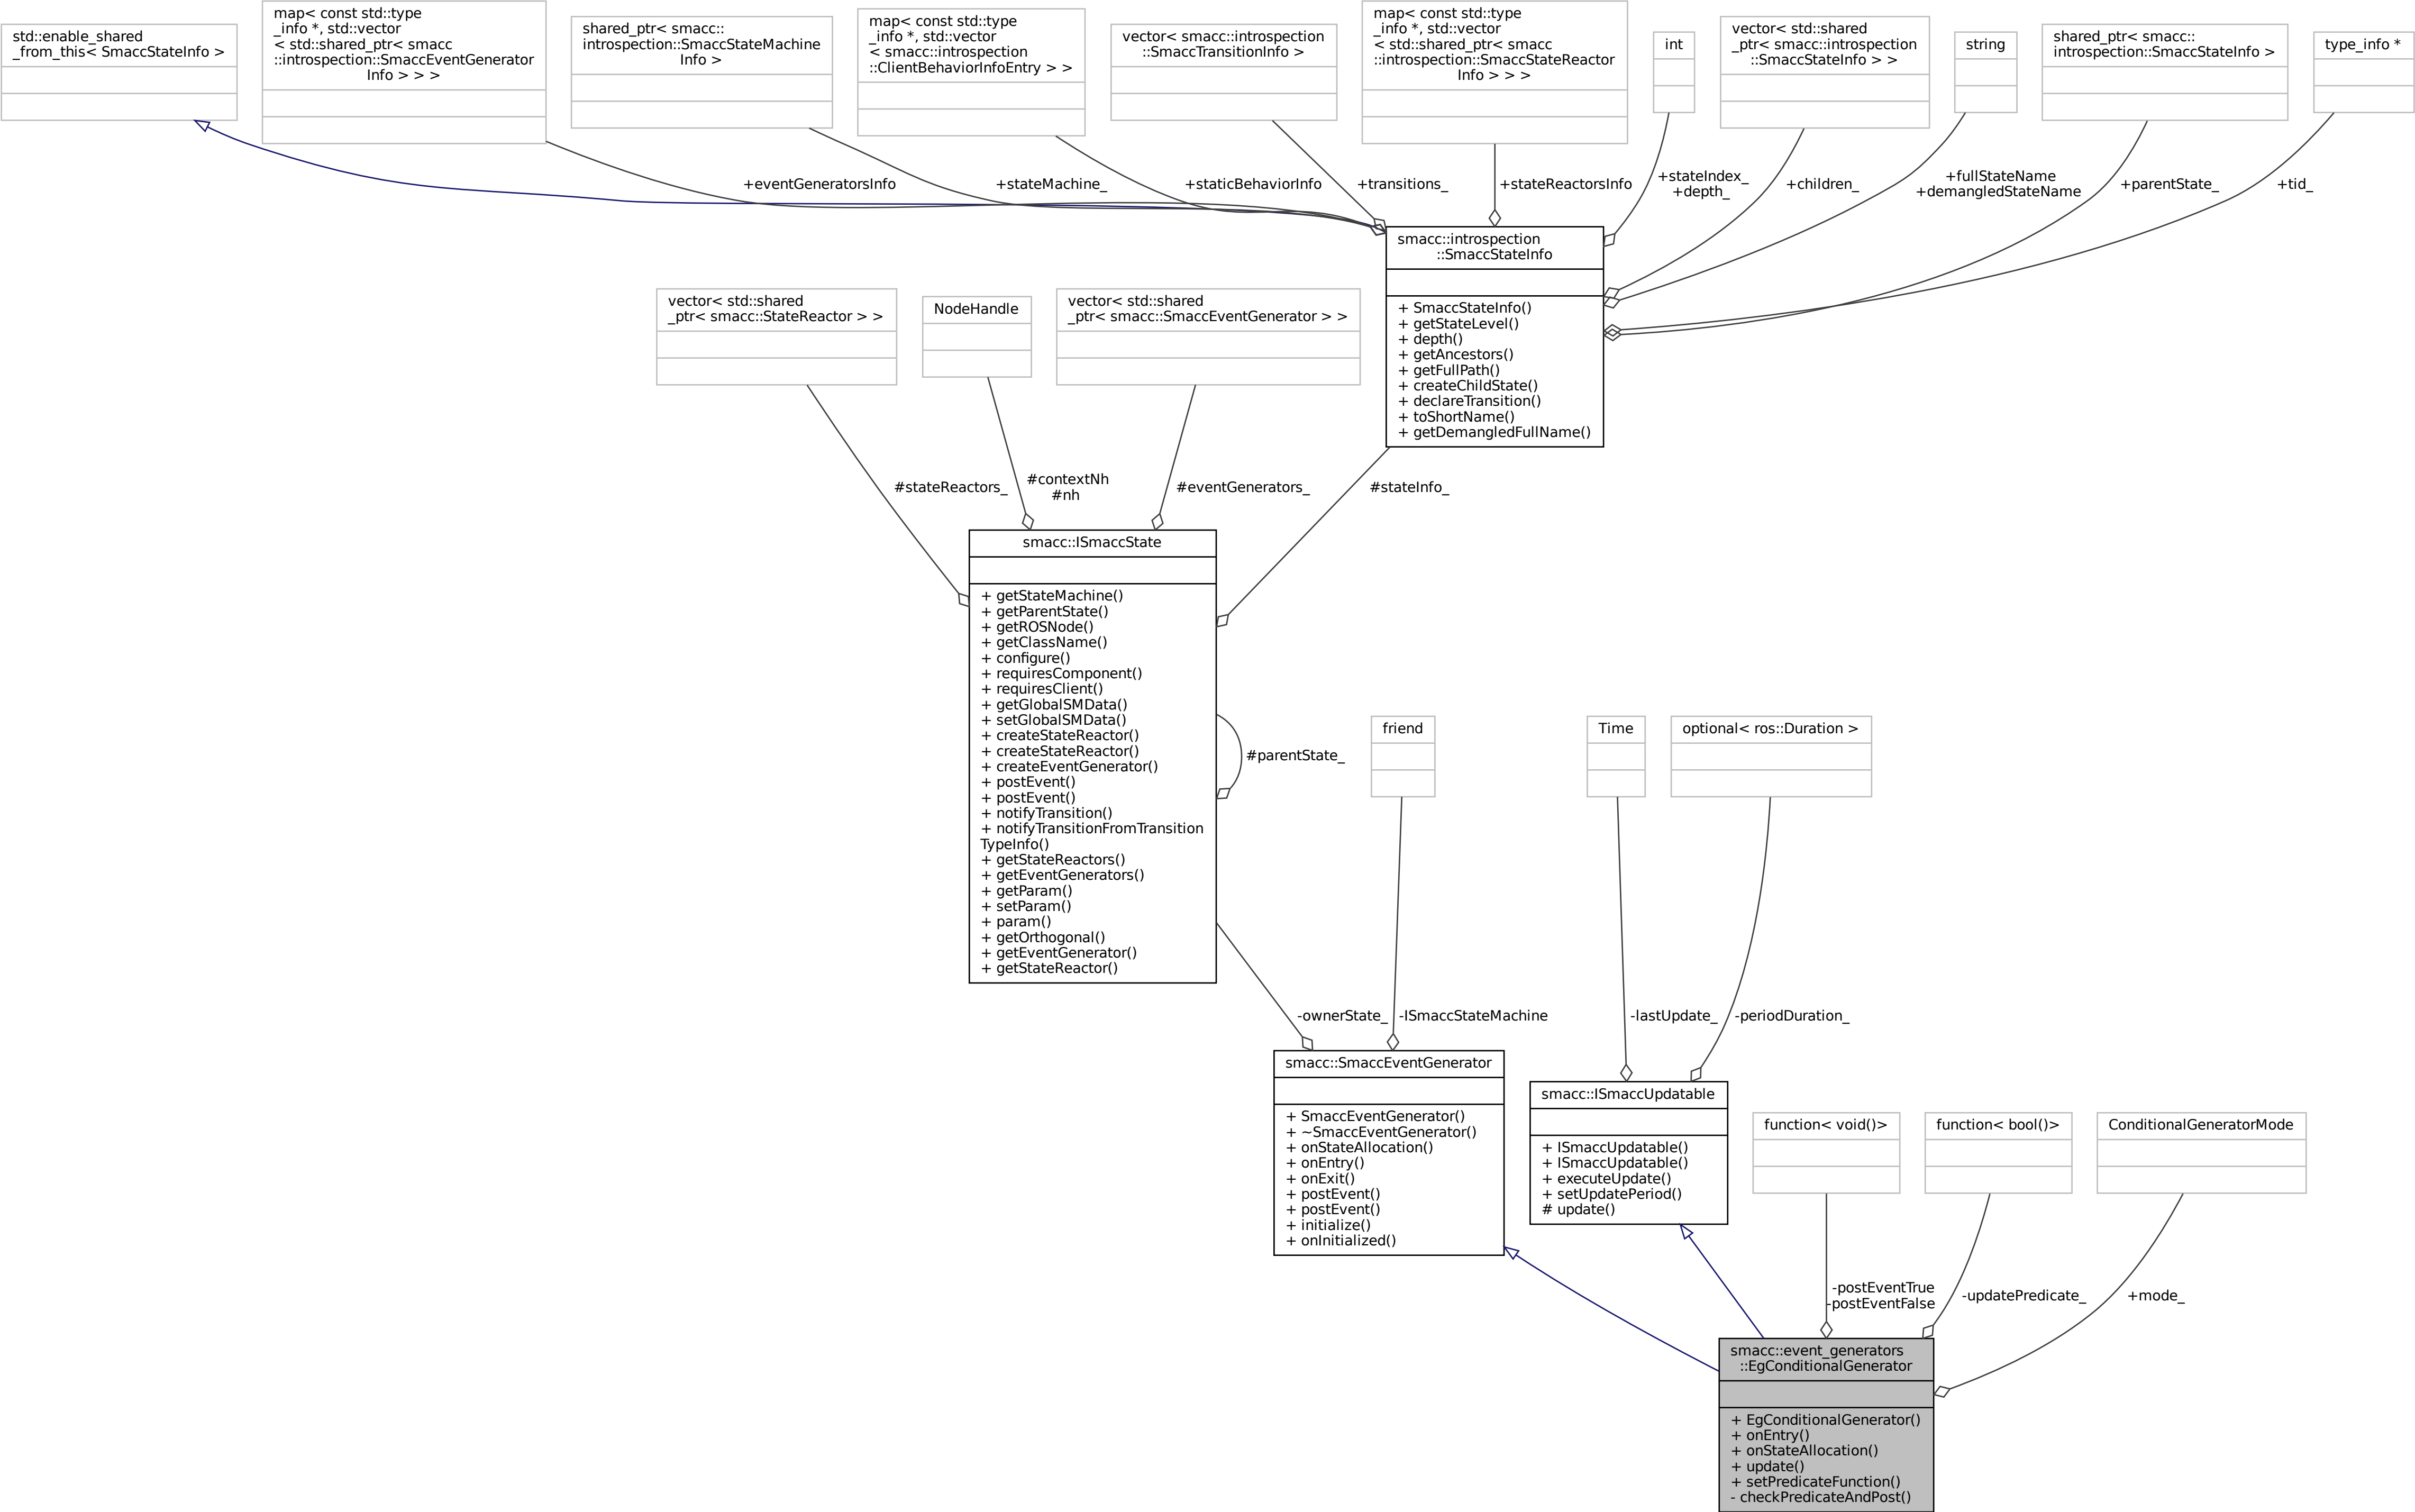 std::enable_shared
_from_this< SmaccStateInfo >
map< const std::type
_info *, std::vector
< std::shared_ptr< smacc
::introspection::SmaccEventGenerator
Info > > >
shared_ptr< smacc::
introspection::SmaccStateMachine
Info >
map< const std::type
_info *, std::vector
< smacc::introspection
::ClientBehaviorInfoEntry > >
vector< smacc::introspection
::SmaccTransitionInfo >
map< const std::type
_info *, std::vector
< std::shared_ptr< smacc
::introspection::SmaccStateReactor
Info > > >
int
vector< std::shared
_ptr< smacc::introspection
::SmaccStateInfo > >
string
shared_ptr< smacc::
introspection::SmaccStateInfo >
type_info *
+eventGeneratorsInfo
+stateMachine_
+staticBehaviorInfo
+transitions_
+stateReactorsInfo
+stateIndex_
+depth_
+children_
+fullStateName
+demangledStateName
+parentState_
+tid_
smacc::introspection
::SmaccStateInfo
+ SmaccStateInfo()
+ getStateLevel()
+ depth()
+ getAncestors()
+ getFullPath()
+ createChildState()
+ declareTransition()
+ toShortName()
+ getDemangledFullName()
vector< std::shared
_ptr< smacc::StateReactor > >
NodeHandle
vector< std::shared
_ptr< smacc::SmaccEventGenerator > >
#stateReactors_
#contextNh
#nh
#eventGenerators_
#stateInfo_
smacc::ISmaccState
+ getStateMachine()
+ getParentState()
+ getROSNode()
+ getClassName()
+ configure()
+ requiresComponent()
+ requiresClient()
+ getGlobalSMData()
+ setGlobalSMData()
+ createStateReactor()
+ createStateReactor()
+ createEventGenerator()
+ postEvent()
+ postEvent()
+ notifyTransition()
+ notifyTransitionFromTransition
TypeInfo()
+ getStateReactors()
+ getEventGenerators()
+ getParam()
+ setParam()
+ param()
+ getOrthogonal()
+ getEventGenerator()
+ getStateReactor()
#parentState_
friend
Time
optional< ros::Duration >
-ownerState_
-ISmaccStateMachine
-lastUpdate_
-periodDuration_
smacc::SmaccEventGenerator
+ SmaccEventGenerator()
+ ~SmaccEventGenerator()
+ onStateAllocation()
+ onEntry()
+ onExit()
+ postEvent()
+ postEvent()
+ initialize()
+ onInitialized()
smacc::ISmaccUpdatable
+ ISmaccUpdatable()
+ ISmaccUpdatable()
+ executeUpdate()
+ setUpdatePeriod()
# update()
function< void()>
function< bool()>
ConditionalGeneratorMode
-postEventTrue
-postEventFalse
-updatePredicate_
+mode_
smacc::event_generators
::EgConditionalGenerator
+ EgConditionalGenerator()
+ onEntry()
+ onStateAllocation()
+ update()
+ setPredicateFunction()
- checkPredicateAndPost()